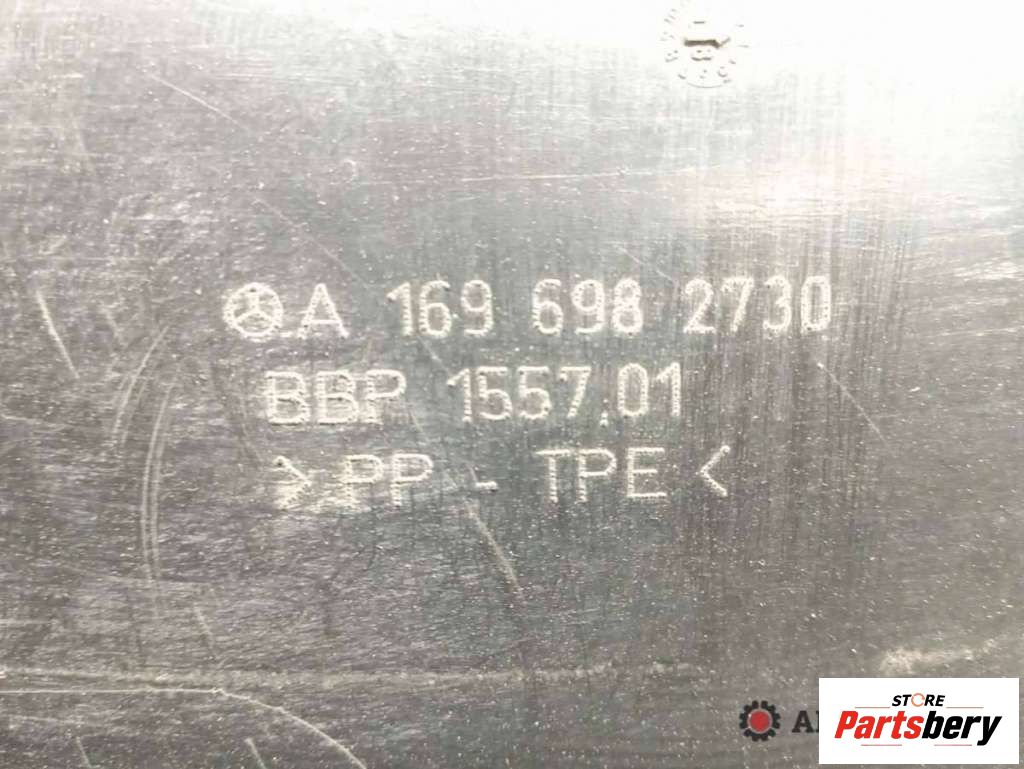 A 169 698 2730
BBP 1557.01
>PP - TPE<
STORE
Partsbery